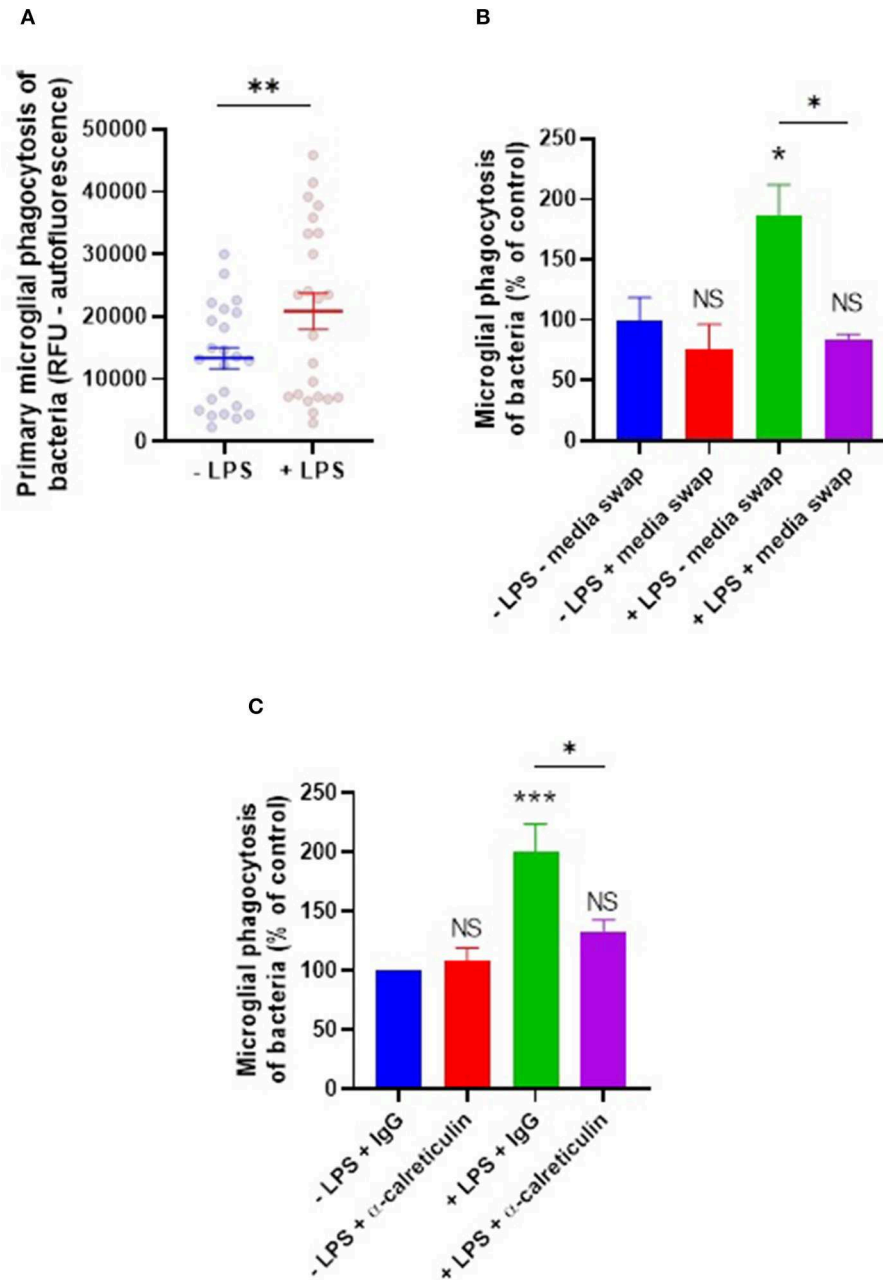 A
Primary microglial phagocytosis of
bacteria (RFU - autofluorescence)
**
50000
40000
30000
20000
10000
0
- LPS
+ LPS
B
Microglial phagocytosis
of bacteria (% of control)
*
250
*
200
150
NS
NS
100
50
0
- LPS - media swap
- LPS + media swap
+ LPS - media swap
+ LPS + media swap
C
Microglial phagocytosis
of bacteria (% of control)
*
250
***
200
150
NS
NS
100
50
0
- LPS + IgG
- LPS + α-calreticulin
+ LPS + IgG
+ LPS + α-calreticulin